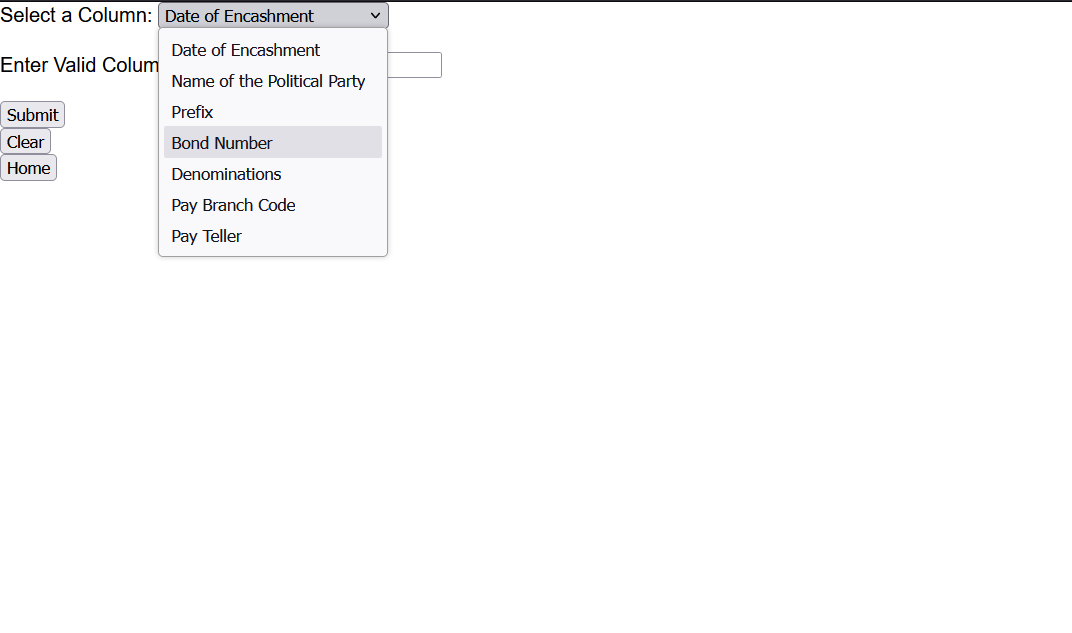 Select a Column: Date of Encashment
Date of Encashment
Enter Valid Colum
Name of the Political Party
Prefix
Submit
Bond Number
Clear
Home
Denominations
Pay Branch Code
Pay Teller